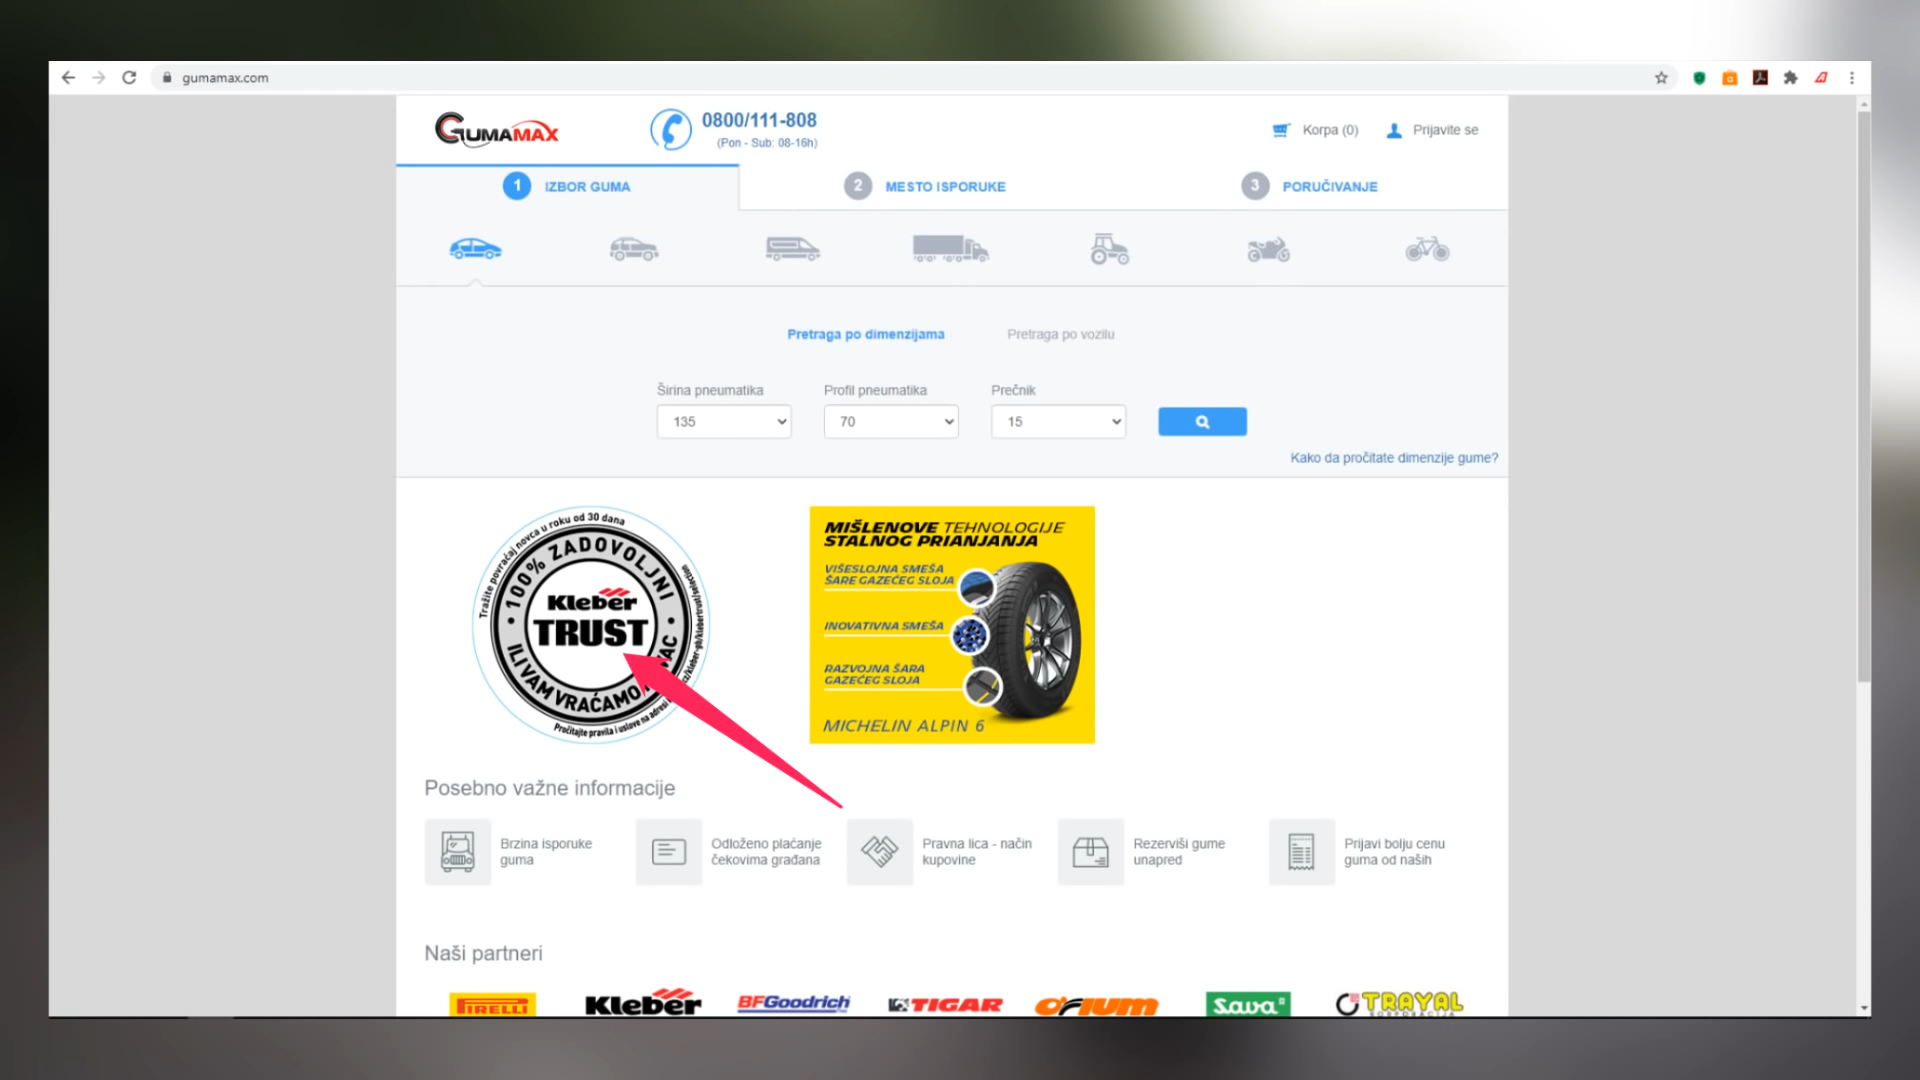 gumamax.com
GUMAMAX
0800/111-808
(Pon - Sub: 08-16h)
Korpa (0)
Prijavite se
1 IZBOR GUMA
2 MESTO ISPORUKE
3 PORUČIVANJE
Pretraga po dimenzijama
Pretraga po vozilu
Širina pneumatika
Profil pneumatika
Prečnik
135
70
15
Kako da pročitate dimenzije gume?
Tražite povraćaj novca u roku od 30 dana
• 100% ZADOVOLJNI •
Kleber
TRUST
ILI VAM VRAĆAMO
Pročitajte pravila i uslove na adresi
MIŠLENOVE TEHNOLOGIJE
STALNOG PRIANJANJA
VIŠESLOJNA SMEŠA
ŠARE GAZEĆEG SLOJA
INOVATIVNA SMEŠA
RAZVOJNA ŠARA
GAZEĆEG SLOJA
MICHELIN ALPIN 6
Posebno važne informacije
Brzina isporuke
guma
Odloženo plaćanje
čekovima građana
Pravna lica - način
kupovine
Rezerviši gume
unapred
Prijavi bolju cenu
guma od naših
Naši partneri
PIRELLI
Kleber
BFGoodrich
TIGAR
ORIUM
Sava
TRAYAL
KORPORACIJA